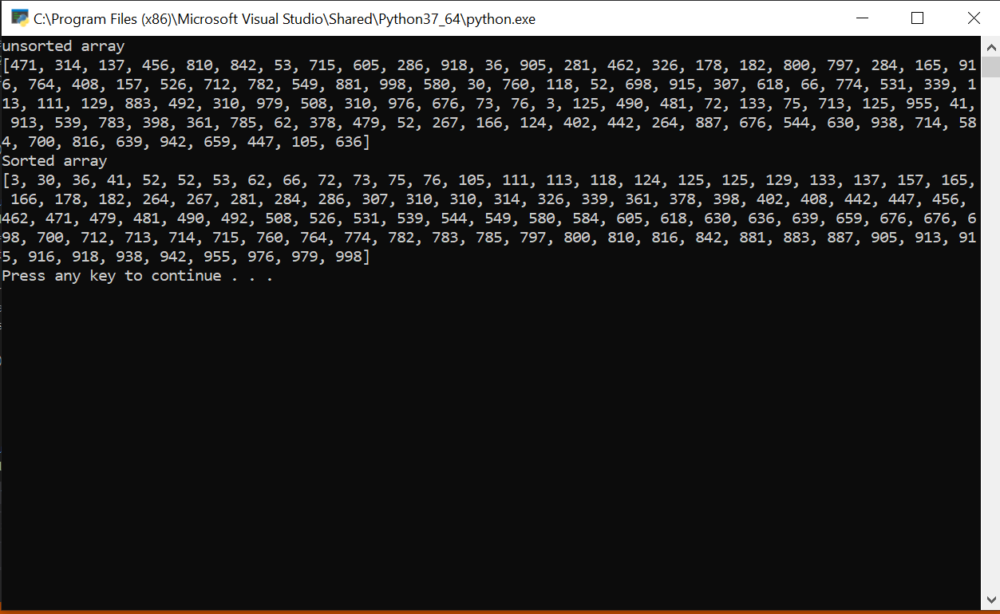 C:\Program Files (x86)\Microsoft Visual Studio\Shared\Python37_64\python.exe
unsorted array
[471, 314, 137, 456, 810, 842, 53, 715, 605, 286, 918, 36, 905, 281, 462, 326, 178, 182, 800, 797, 284, 165, 91
6, 764, 408, 157, 526, 712, 782, 549, 881, 998, 580, 30, 760, 118, 52, 698, 915, 307, 618, 66, 774, 531, 339, 1
13, 111, 129, 883, 492, 310, 979, 508, 310, 976, 676, 73, 76, 3, 125, 490, 481, 72, 133, 75, 713, 125, 955, 41,
 913, 539, 783, 398, 361, 785, 62, 378, 479, 52, 267, 166, 124, 402, 442, 264, 887, 676, 544, 630, 938, 714, 58
4, 700, 816, 639, 942, 659, 447, 105, 636]
Sorted array
[3, 30, 36, 41, 52, 52, 53, 62, 66, 72, 73, 75, 76, 105, 111, 113, 118, 124, 125, 125, 129, 133, 137, 157, 165,
 166, 178, 182, 264, 267, 281, 284, 286, 307, 310, 310, 314, 326, 339, 361, 378, 398, 402, 408, 442, 447, 456,
462, 471, 479, 481, 490, 492, 508, 526, 531, 539, 544, 549, 580, 584, 605, 618, 630, 636, 639, 659, 676, 676, 6
98, 700, 712, 713, 714, 715, 760, 764, 774, 782, 783, 785, 797, 800, 810, 816, 842, 881, 883, 887, 905, 913, 91
5, 916, 918, 938, 942, 955, 976, 979, 998]
Press any key to continue . . .